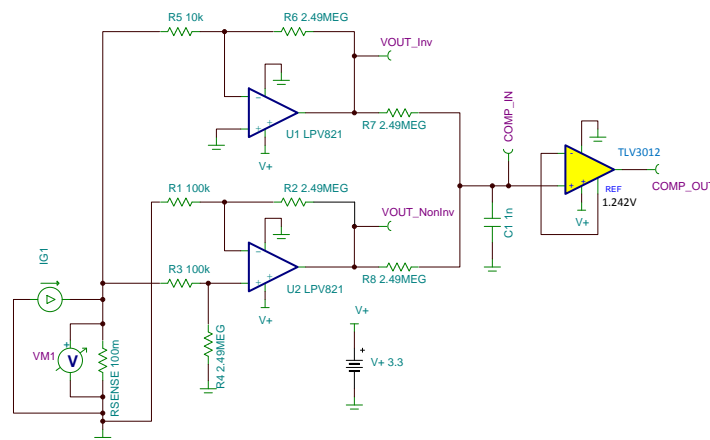 R5 10k
R6 2.49MEG
VOUT_Inv
U1 LPV821
R7 2.49MEG
V+
COMP_IN
TLV3012
REF
1.242V
COMP_OU
V+
R1 100k
R2 2.49MEG
VOUT_NonInv
C1 1n
IG1
R3 100k
U2 LPV821
R8 2.49MEG
V+
V+
R4 2.49MEG
V+ 3.3
VM1
V
RSENSE 100m